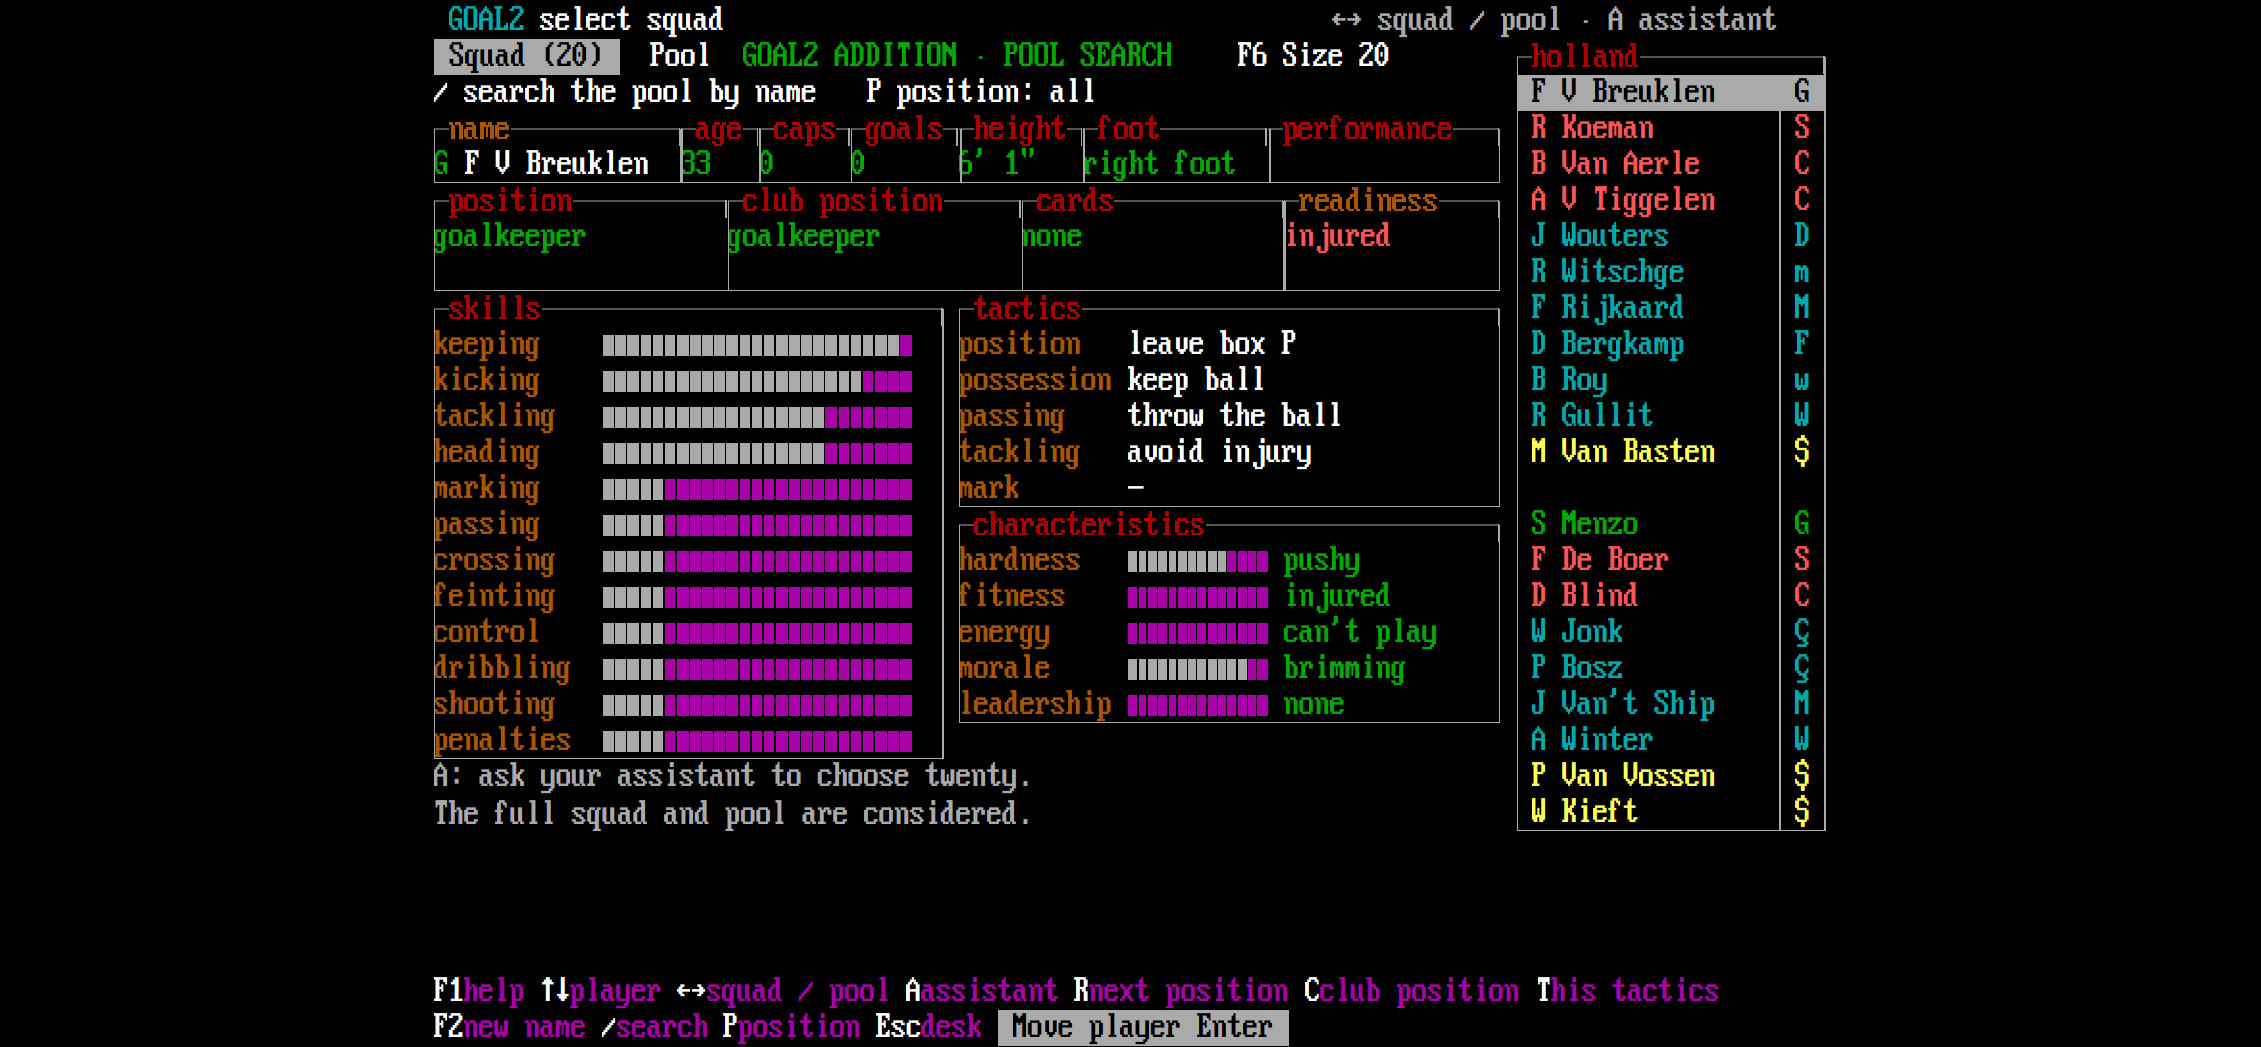 GOAL2 select squad ↔ squad / pool · A assistant
Squad (20) Pool GOAL2 ADDITION · POOL SEARCH F6 Size 20
/ search the pool by name P position: all
name age caps goals height foot performance
G F V Breuklen 33 0 0 6' 1" right foot
position club position cards readiness
goalkeeper goalkeeper none injured
skills
keeping
kicking
tackling
heading
marking
passing
crossing
feinting
control
dribbling
shooting
penalties
tactics
position leave box P
possession keep ball
passing throw the ball
tackling avoid injury
mark –
characteristics
hardness pushy
fitness injured
energy can't play
morale brimming
leadership none
A: ask your assistant to choose twenty.
The full squad and pool are considered.
holland
F V Breuklen G
R Koeman S
B Van Aerle C
A V Tiggelen C
J Wouters D
R Witschge m
F Rijkaard M
D Bergkamp F
B Roy w
R Gullit W
M Van Basten $
S Menzo G
F De Boer S
D Blind C
W Jonk Ç
P Bosz Ç
J Van't Ship M
A Winter W
P Van Vossen $
W Kieft $
F1help ↑↓player ↔squad / pool Aassistant Rnext position Cclub position This tactics
F2new name /search Pposition Escdesk Move player Enter